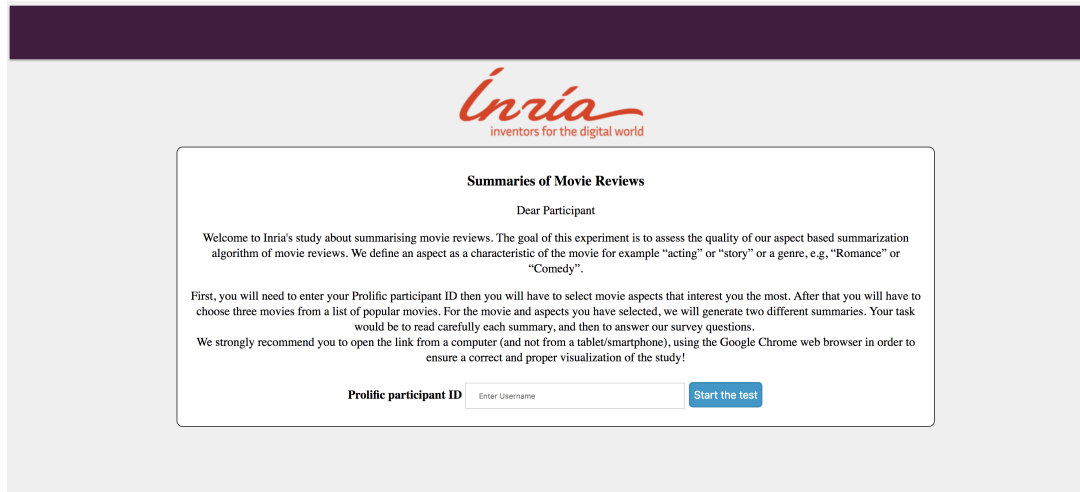 Inria
inventors for the digital world
Summaries of Movie Reviews
Dear Participant
Welcome to Inria's study about summarising movie reviews. The goal of this experiment is to assess the quality of our aspect based summarization
algorithm of movie reviews. We define an aspect as a characteristic of the movie for example “acting” or “story” or a genre, e.g, “Romance” or
“Comedy”.
First, you will need to enter your Prolific participant ID then you will have to select movie aspects that interest you the most. After that you will have to
choose three movies from a list of popular movies. For the movie and aspects you have selected, we will generate two different summaries. Your task
would be to read carefully each summary, and then to answer our survey questions.
We strongly recommend you to open the link from a computer (and not from a tablet/smartphone), using the Google Chrome web browser in order to
ensure a correct and proper visualization of the study!
Prolific participant ID Enter Username Start the test